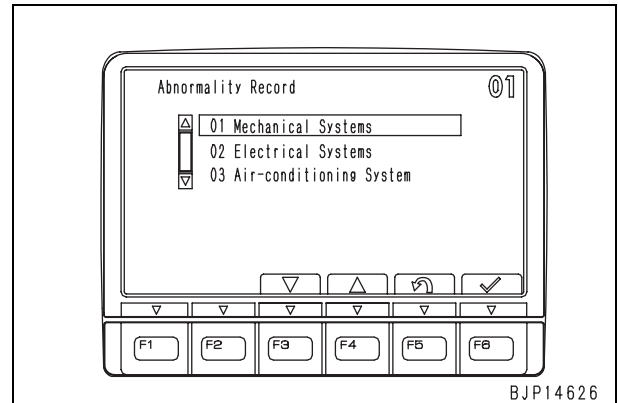 Abnormality Record 01
01 Mechanical Systems
02 Electrical Systems
03 Air-conditioning System
F1 F2 F3 F4 F5 F6
BJP14626